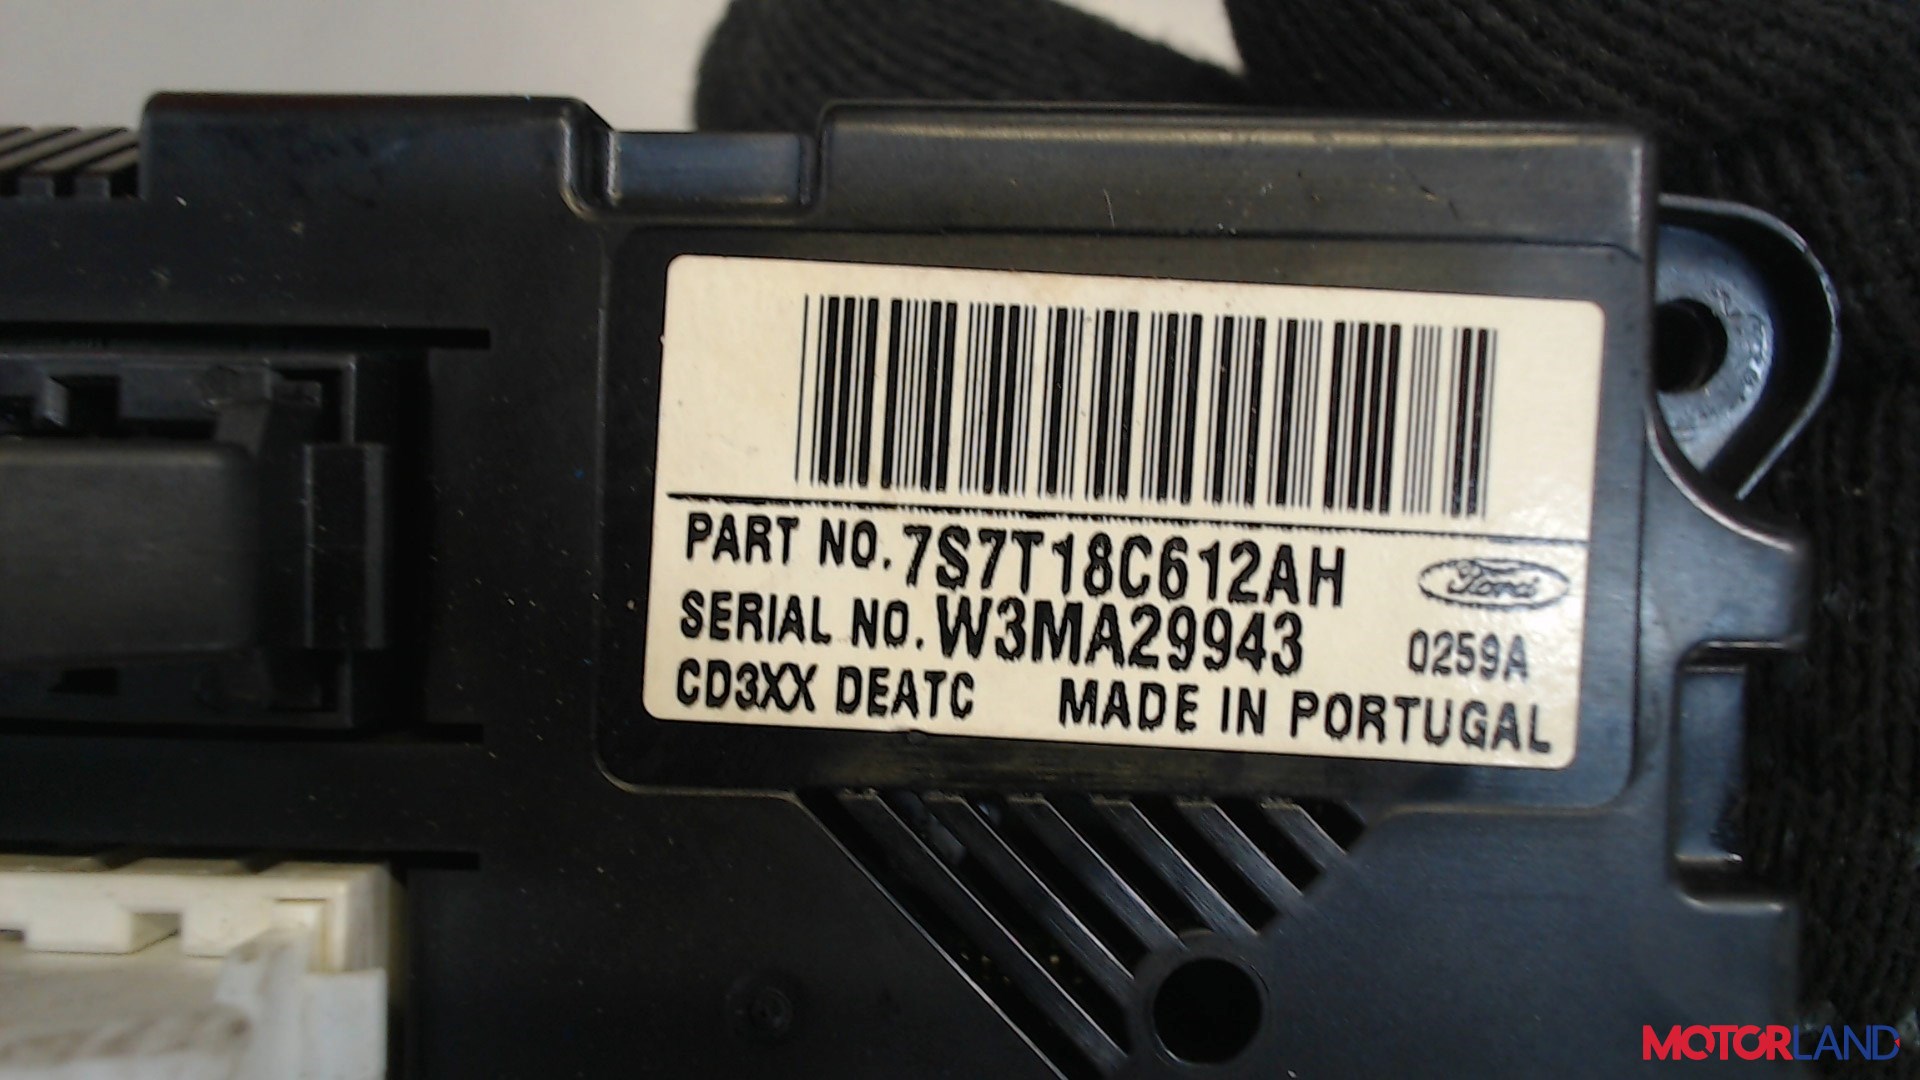 PART NO. 7S7T18C612AH
Ford
SERIAL NO. W3MA29943
0259A
CD3XX DEATC MADE IN PORTUGAL
MOTORLAND